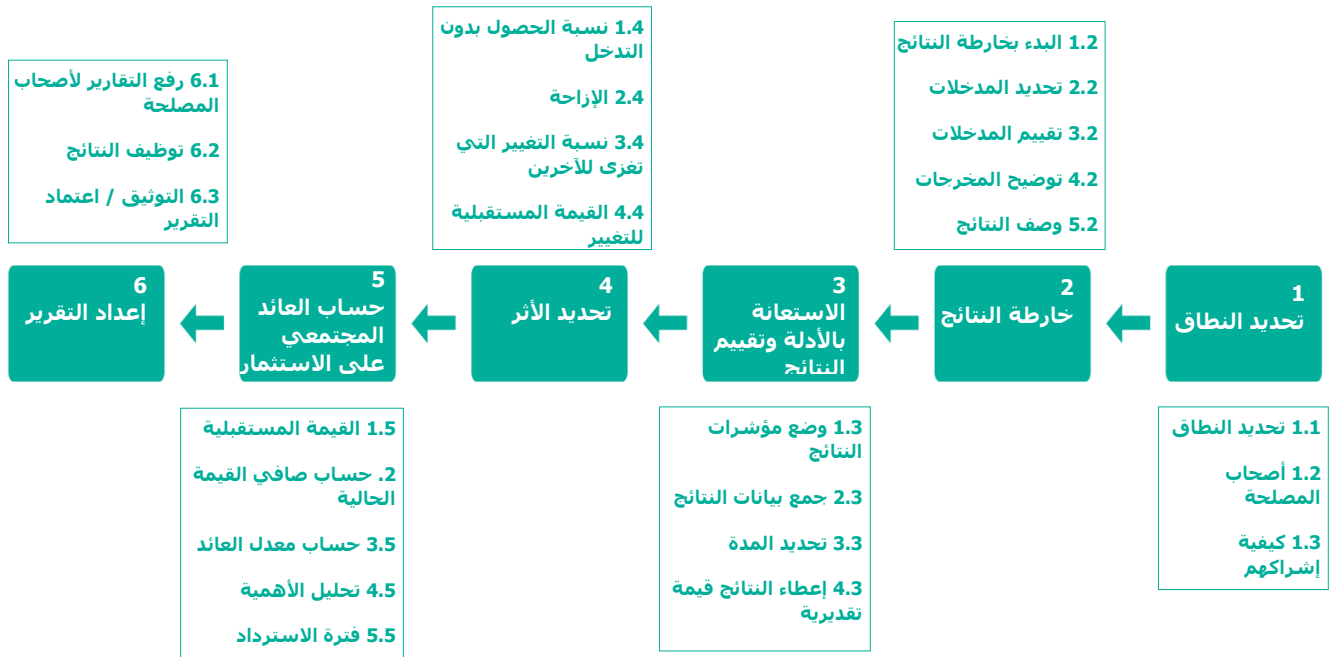 1
تحديد النطاق
1.1 تحديد النطاق
1.2 أصحاب
المصلحة
1.3 كيفية
إشراكهم
2
خارطة النتائج
1.2 البدء بخارطة النتائج
2.2 تحديد المدخلات
3.2 تقييم المدخلات
4.2 توضيح المخرجات
5.2 وصف النتائج
3
الاستعانة
بالأدلة وتقييم
النتائج
1.3 وضع مؤشرات
النتائج
2.3 جمع بيانات النتائج
3.3 تحديد المدة
4.3 إعطاء النتائج قيمة
تقديرية
4
تحديد الأثر
1.4 نسبة الحصول بدون
التدخل
2.4 الإزاحة
3.4 نسبة التغيير التي
تغزى للآخرين
4.4 القيمة المستقبلية
للتغيير
5
حساب العائد
المجتمعي
على الاستثمار
1.5 القيمة المستقبلية
2. حساب صافي القيمة
الحالية
3.5 حساب معدل العائد
4.5 تحليل الأهمية
5.5 فترة الاسترداد
6
إعداد التقرير
6.1 رفع التقارير لأصحاب
المصلحة
6.2 توظيف النتائج
6.3 التوثيق / اعتماد
التقرير